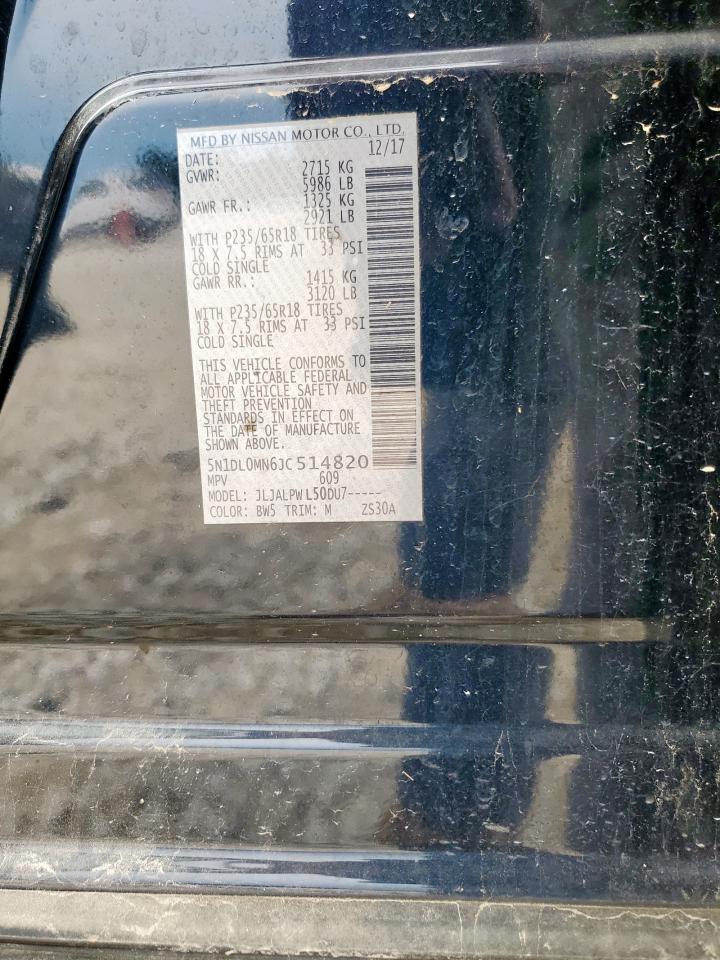 MFD BY NISSAN MOTOR CO., LTD.
DATE: 12/17
GVWR: 2715 KG
5986 LB
GAWR FR.: 1325 KG
2921 LB
WITH P235/65R18 TIRES
18 X 7.5 RIMS AT 33 PSI
COLD SINGLE
GAWR RR.: 1415 KG
3120 LB
WITH P235/65R18 TIRES
18 X 7.5 RIMS AT 33 PSI
COLD SINGLE
THIS VEHICLE CONFORMS TO
ALL APPLICABLE FEDERAL
MOTOR VEHICLE SAFETY AND
THEFT PREVENTION
STANDARDS IN EFFECT ON
THE DATE OF MANUFACTURE
SHOWN ABOVE.
5N1DL0MN6JC514820
MPV 609
MODEL: JLJALPWL50DU7-----
COLOR: BW5 TRIM: M ZS30A